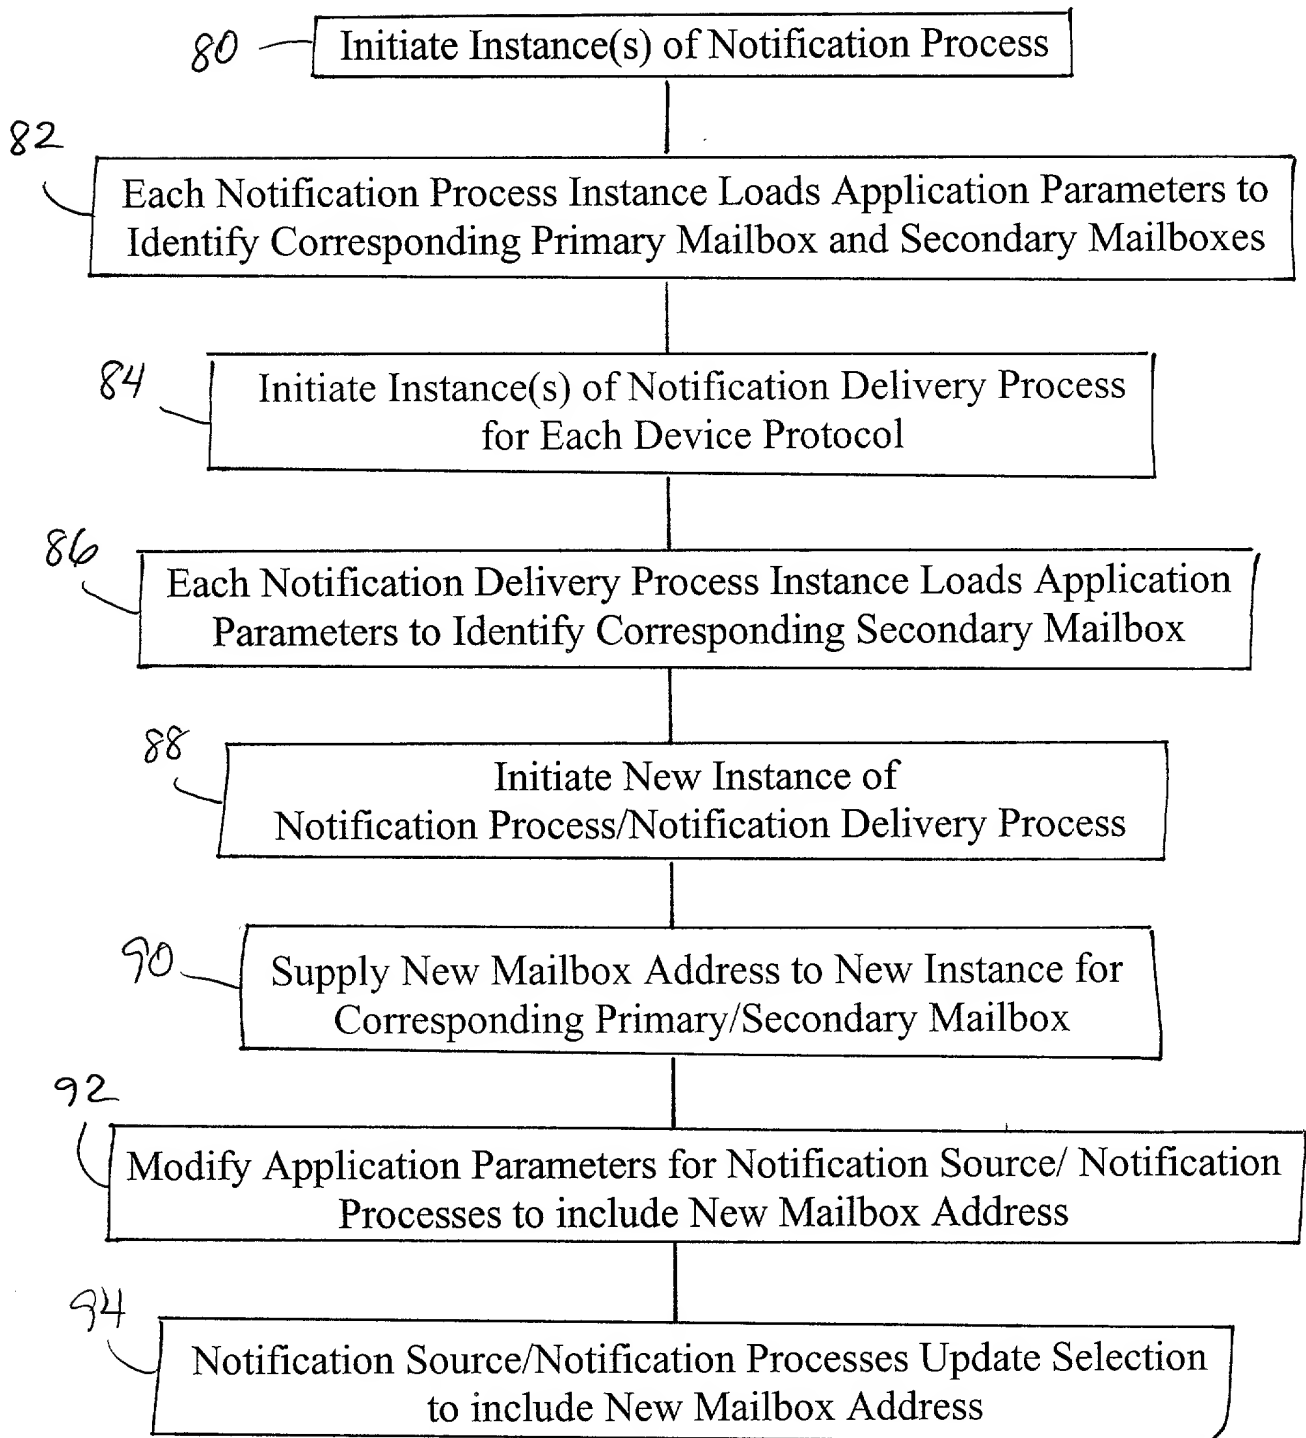 80
Initiate Instance(s) of Notification Process
82
Each Notification Process Instance Loads Application Parameters to
Identify Corresponding Primary Mailbox and Secondary Mailboxes
84
Initiate Instance(s) of Notification Delivery Process
for Each Device Protocol
86
Each Notification Delivery Process Instance Loads Application
Parameters to Identify Corresponding Secondary Mailbox
88
Initiate New Instance of
Notification Process/Notification Delivery Process
90
Supply New Mailbox Address to New Instance for
Corresponding Primary/Secondary Mailbox
92
Modify Application Parameters for Notification Source/ Notification
Processes to include New Mailbox Address
94
Notification Source/Notification Processes Update Selection
to include New Mailbox Address